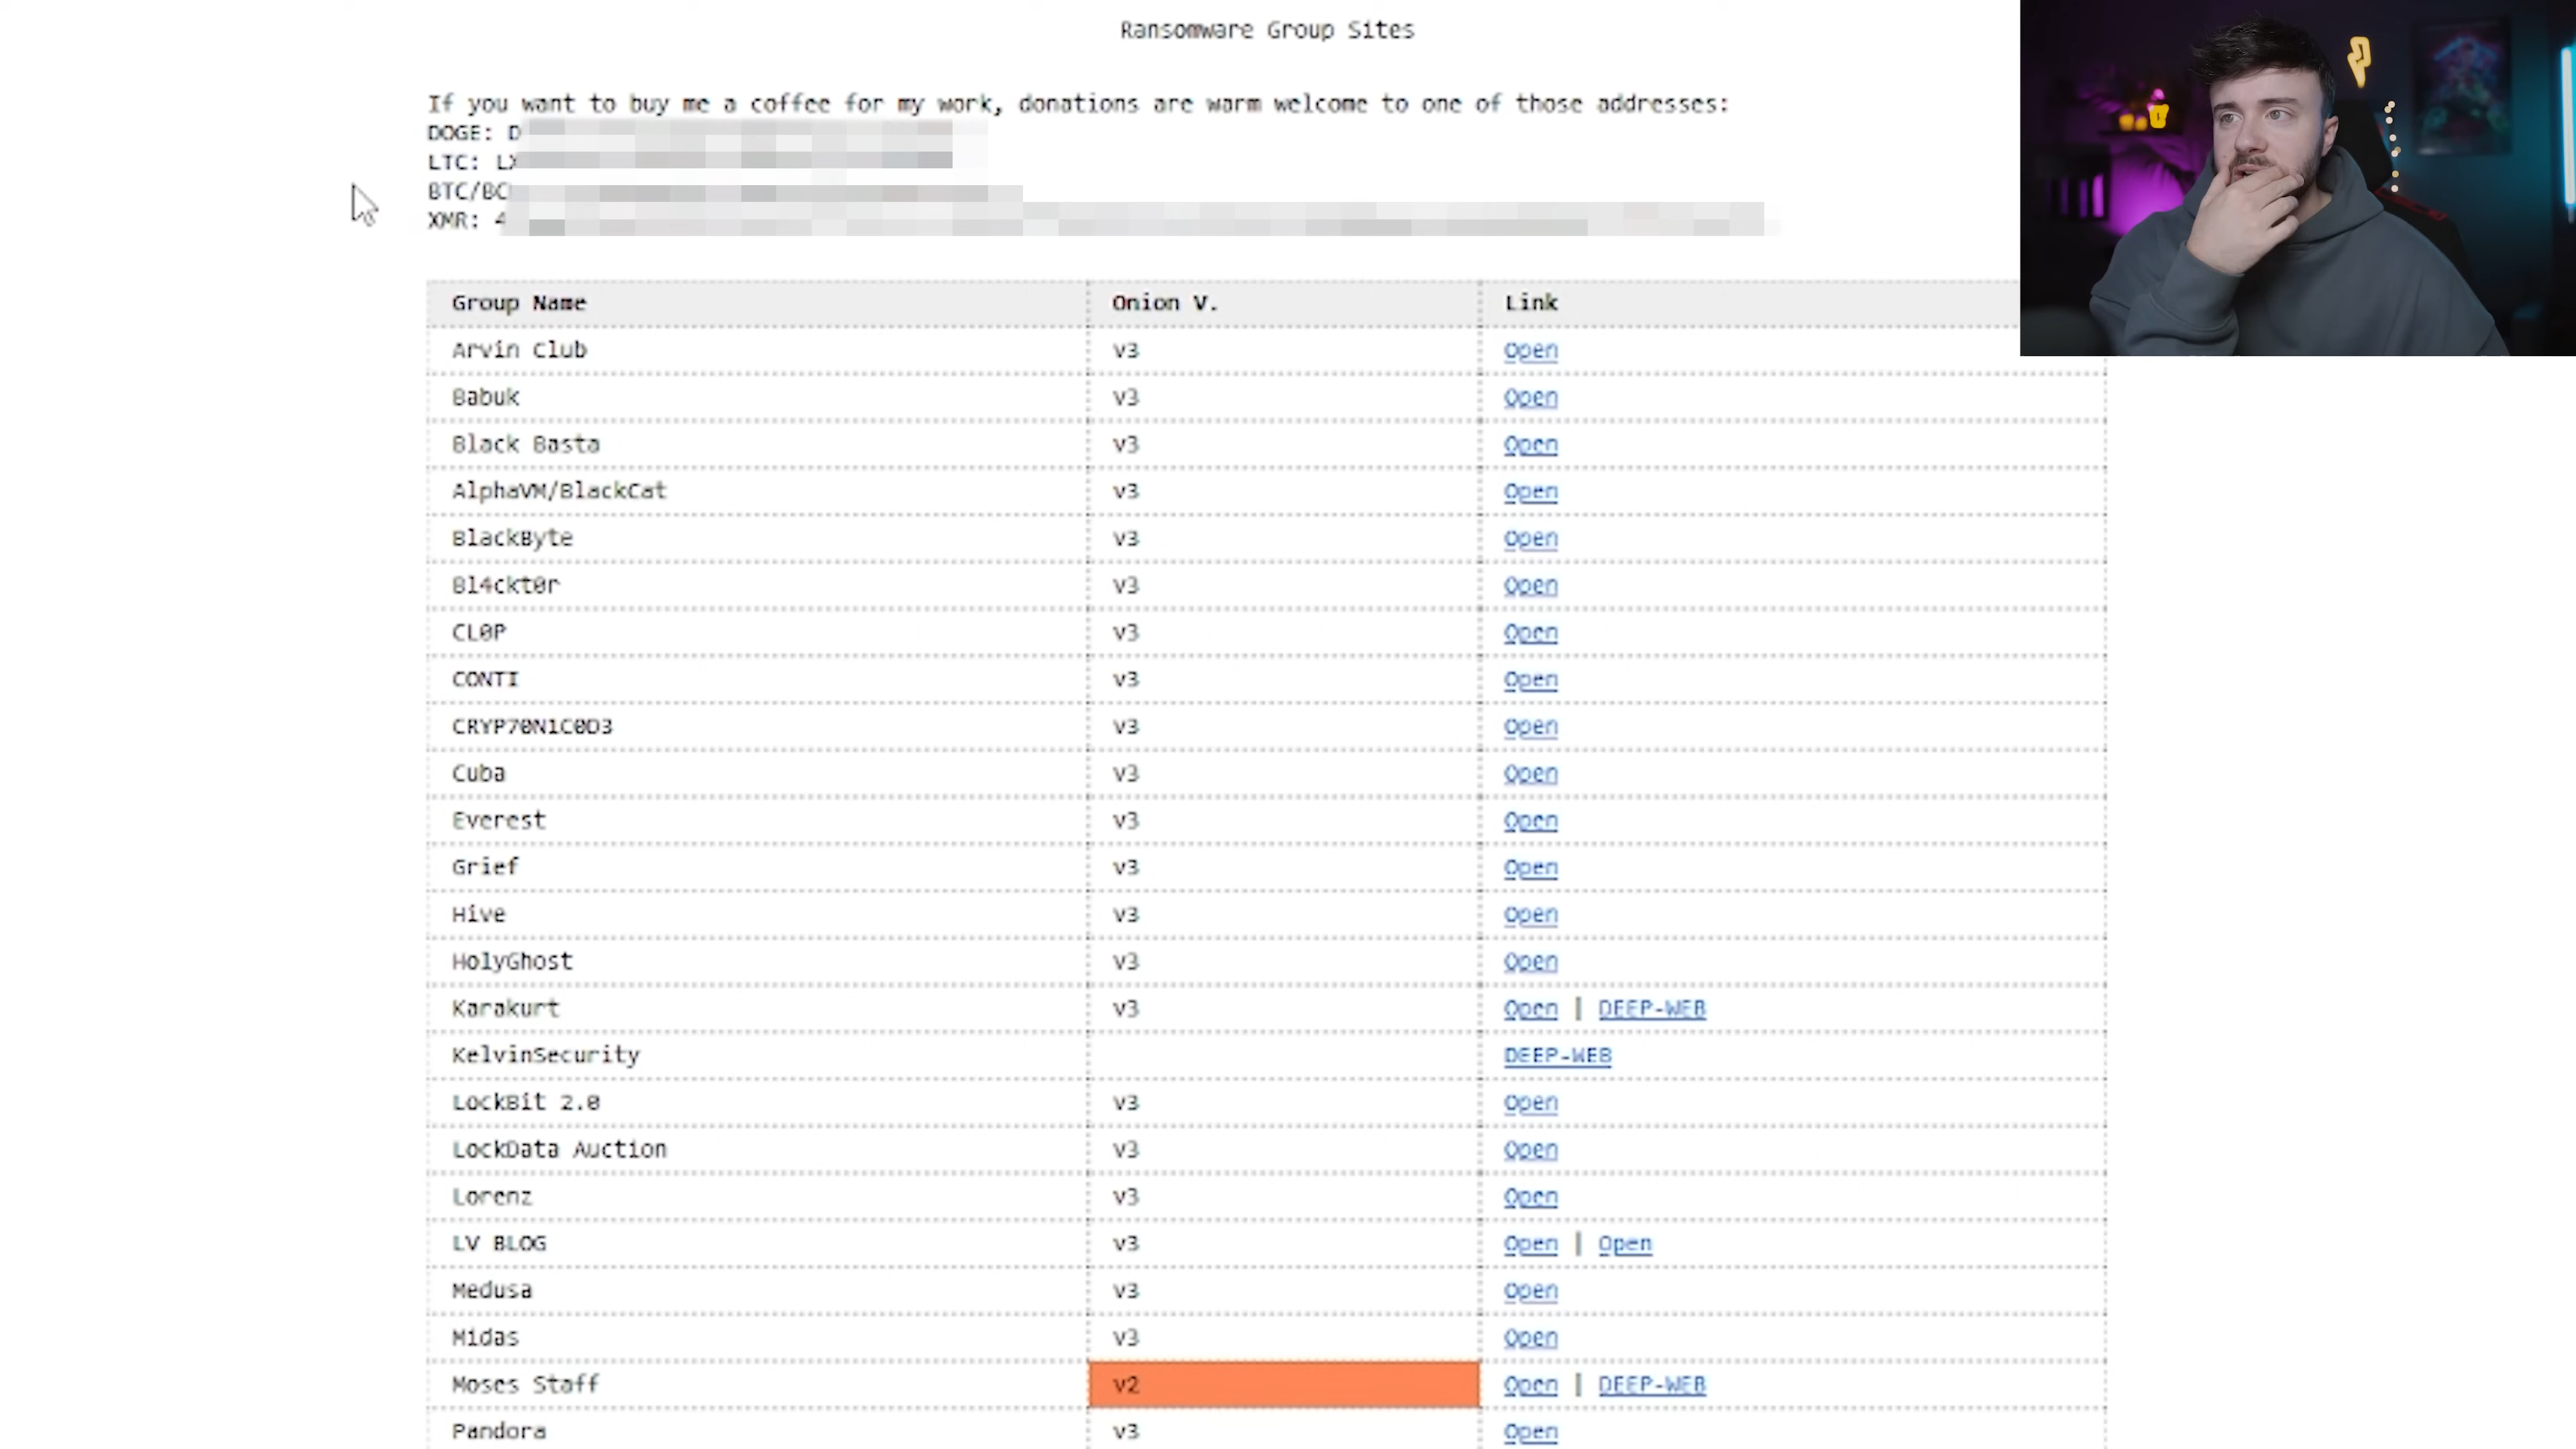 Ransomware Group Sites
If you want to buy me a coffee for my work, donations are warm welcome to one of those addresses:
DOGE: D
LTC: LX
BTC/BC
XMR: 4
Group Name Onion V. Link
Arvin Club v3 Open
Babuk v3 Open
Black Basta v3 Open
AlphaVM/BlackCat v3 Open
BlackByte v3 Open
Bl4ckt0r v3 Open
CL0P v3 Open
CONTI v3 Open
CRYP70N1C0D3 v3 Open
Cuba v3 Open
Everest v3 Open
Grief v3 Open
Hive v3 Open
HolyGhost v3 Open
Karakurt v3 Open | DEEP-WEB
KelvinSecurity DEEP-WEB
LockBit 2.0 v3 Open
LockData Auction v3 Open
Lorenz v3 Open
LV BLOG v3 Open | Open
Medusa v3 Open
Midas v3 Open
Moses Staff v2 Open | DEEP-WEB
Pandora v3 Open